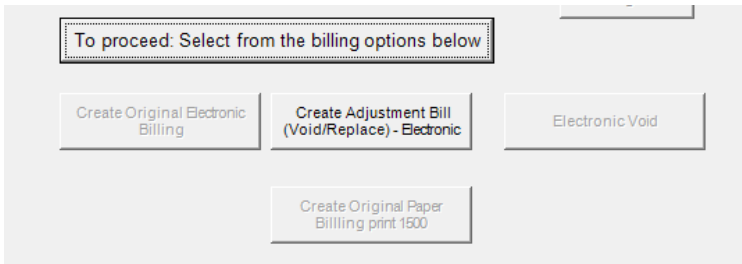 To proceed: Select from the billing options below
Create Original Electronic
Billing
Create Adjustment Bill
(Void/Replace) - Electronic
Electronic Void
Create Original Paper
Billling print 1500